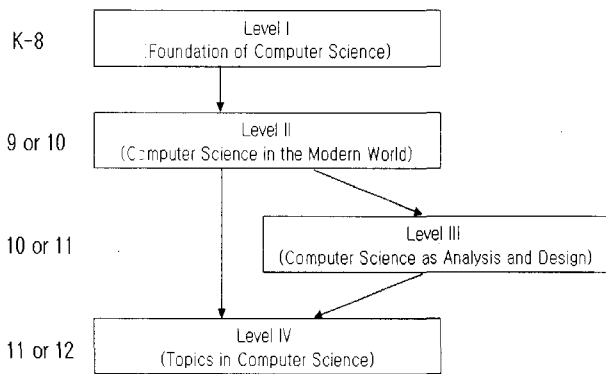 K-8
Level I
(Foundation of Computer Science)
9 or 10
Level II
(Computer Science in the Modern World)
10 or 11
Level III
(Computer Science as Analysis and Design)
11 or 12
Level IV
(Topics in Computer Science)